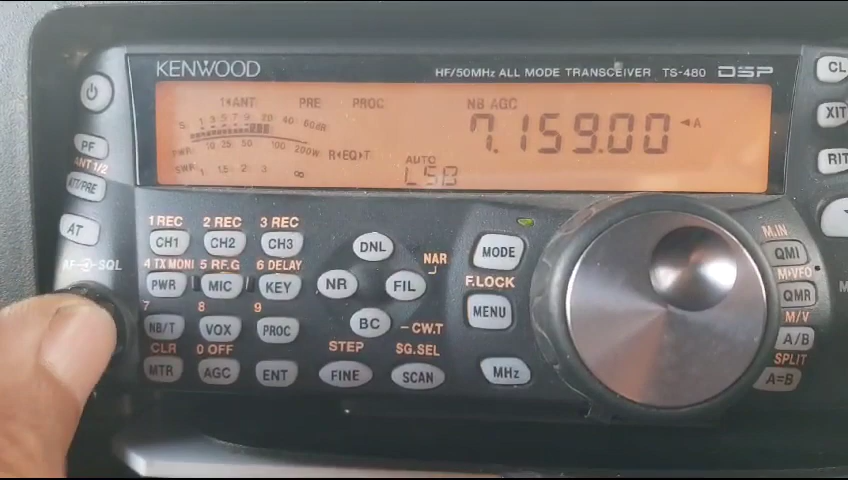 KENWOOD
HF/50MHz ALL MODE TRANSCEIVER TS-480 DSP
1◄ANT PRE PROC NB AGC
S 1 3 5 7 9 20 40 60dB
PWR 10 25 50 100 200W R◄EQ►T
SWR 1 1.5 2 3 ∞
AUTO
LSB
7.159.00 ◄A
PF
ANT 1/2
ATT/PRE
AT
AF SQL
1 REC 2 REC 3 REC
CH1 CH2 CH3
4 TX MONI 5 RF.G 6 DELAY
PWR MIC KEY
7 8 9
NB/T VOX PROC
CLR 0 OFF
MTR AGC ENT
DNL
NAR
NR FIL
BC
–CW.T
STEP SG.SEL
FINE SCAN
MODE
F.LOCK
MENU
MHz
M.IN
QMI
M►VFO
QMR
M/V
A/B
SPLIT
A=B
CL
XIT
RIT